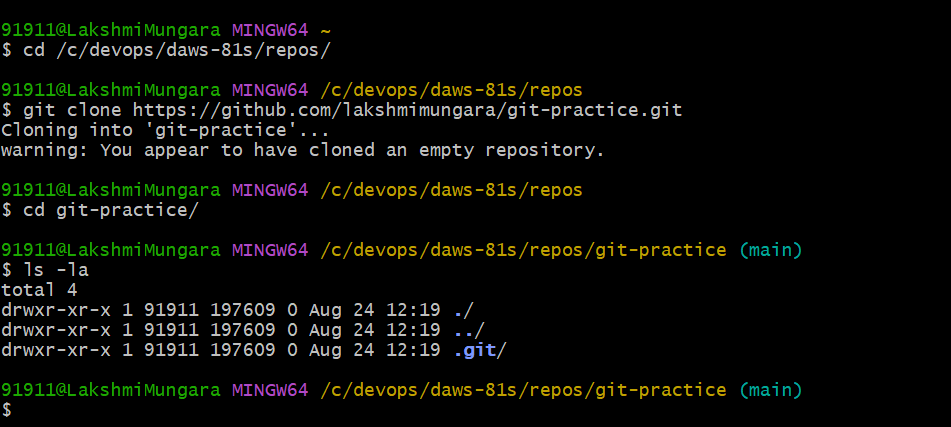 91911@LakshmiMungara MINGW64 ~
$ cd /c/devops/daws-81s/repos/
91911@LakshmiMungara MINGW64 /c/devops/daws-81s/repos
$ git clone https://github.com/lakshmimungara/git-practice.git
Cloning into 'git-practice'...
warning: You appear to have cloned an empty repository.
91911@LakshmiMungara MINGW64 /c/devops/daws-81s/repos
$ cd git-practice/
91911@LakshmiMungara MINGW64 /c/devops/daws-81s/repos/git-practice (main)
$ ls -la
total 4
drwxr-xr-x 1 91911 197609 0 Aug 24 12:19 ./
drwxr-xr-x 1 91911 197609 0 Aug 24 12:19 ../
drwxr-xr-x 1 91911 197609 0 Aug 24 12:19 .git/
91911@LakshmiMungara MINGW64 /c/devops/daws-81s/repos/git-practice (main)
$